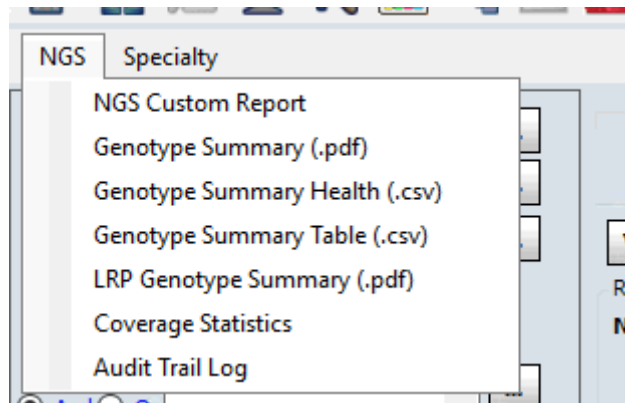 NGS Specialty
NGS Custom Report
Genotype Summary (.pdf)
Genotype Summary Health (.csv)
Genotype Summary Table (.csv)
LRP Genotype Summary (.pdf)
Coverage Statistics
Audit Trail Log